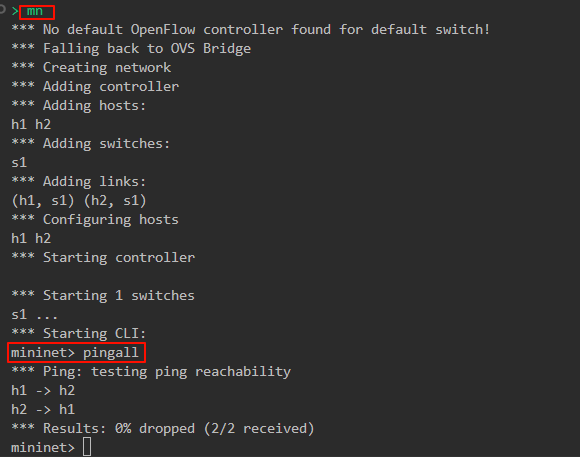 > mn
*** No default OpenFlow controller found for default switch!
*** Falling back to OVS Bridge
*** Creating network
*** Adding controller
*** Adding hosts:
h1 h2
*** Adding switches:
s1
*** Adding links:
(h1, s1) (h2, s1)
*** Configuring hosts
h1 h2
*** Starting controller

*** Starting 1 switches
s1 ...
*** Starting CLI:
mininet> pingall
*** Ping: testing ping reachability
h1 -> h2
h2 -> h1
*** Results: 0% dropped (2/2 received)
mininet>